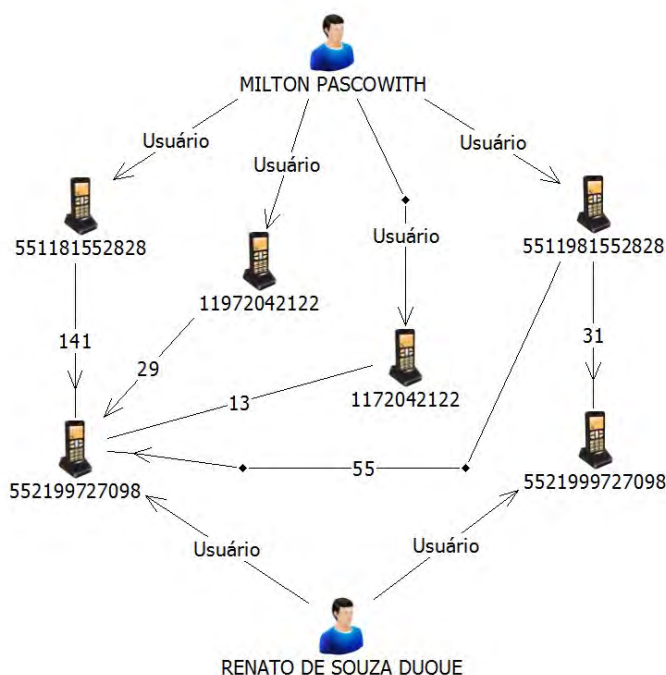 MILTON PASCOWITH
Usuário
Usuário
Usuário
Usuário
551181552828
11972042122
5511981552828
141
29
13
1172042122
31
55
552199727098
5521999727098
Usuário
Usuário
RENATO DE SOUZA DUQUE